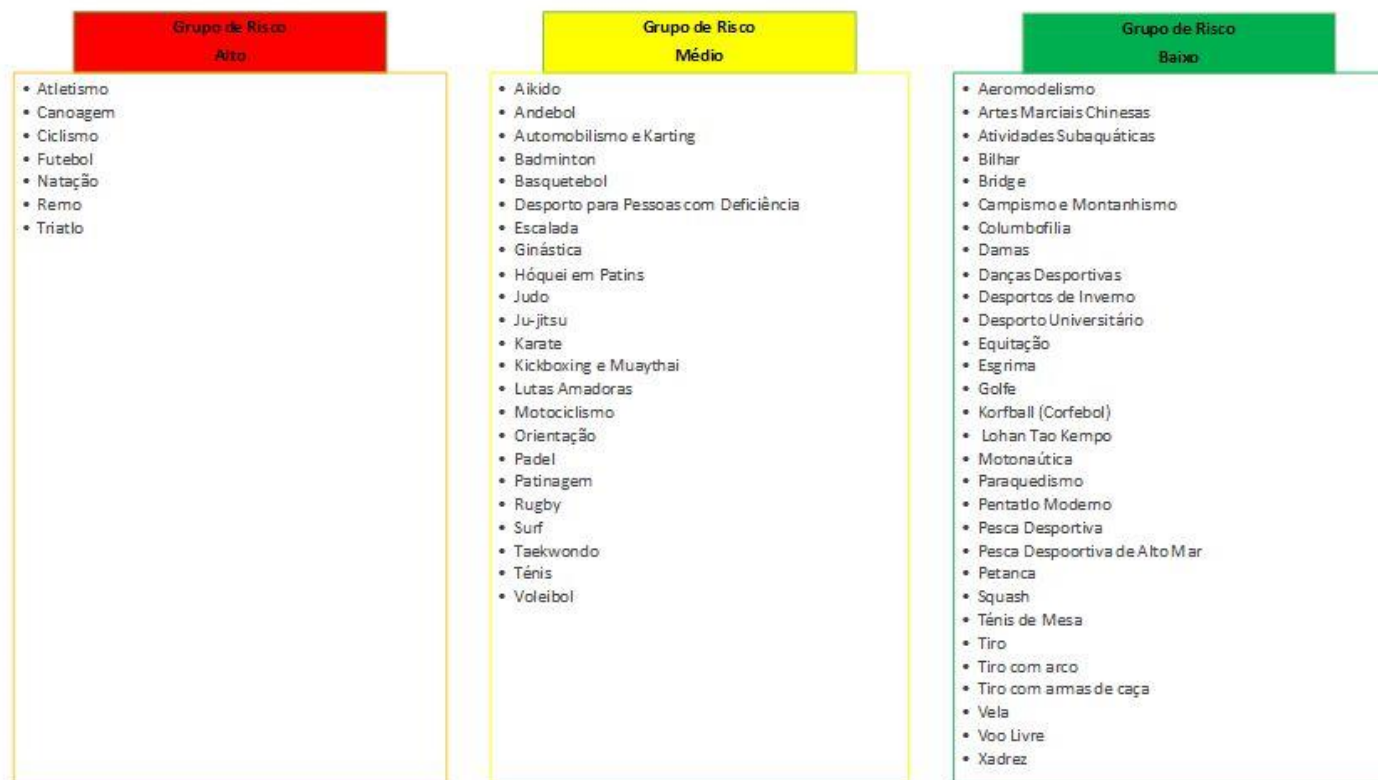 Grupo de Risco
Alto
• Atletismo
• Canoagem
• Ciclismo
• Futebol
• Natação
• Remo
• Triatlo
Grupo de Risco
Médio
• Aikido
• Andebol
• Automobilismo e Karting
• Badminton
• Basquetebol
• Desporto para Pessoas com Deficiência
• Escalada
• Ginástica
• Hóquei em Patins
• Judo
• Ju-jitsu
• Karate
• Kickboxing e Muaythai
• Lutas Amadoras
• Motociclismo
• Orientação
• Padel
• Patinagem
• Rugby
• Surf
• Taekwondo
• Ténis
• Voleibol
Grupo de Risco
Baixo
• Aeromodelismo
• Artes Marciais Chinesas
• Atividades Subaquáticas
• Bilhar
• Bridge
• Campismo e Montanhismo
• Columbofilia
• Damas
• Danças Desportivas
• Desportos de Inverno
• Desporto Universitário
• Equitação
• Esgrima
• Golfe
• Korfball (Corfebol)
• Lohan Tao Kempo
• Motonaútica
• Paraquedismo
• Pentatlo Moderno
• Pesca Desportiva
• Pesca Despoortiva de Alto Mar
• Petanca
• Squash
• Ténis de Mesa
• Tiro
• Tiro com arco
• Tiro com armas de caça
• Vela
• Voo Livre
• Xadrez